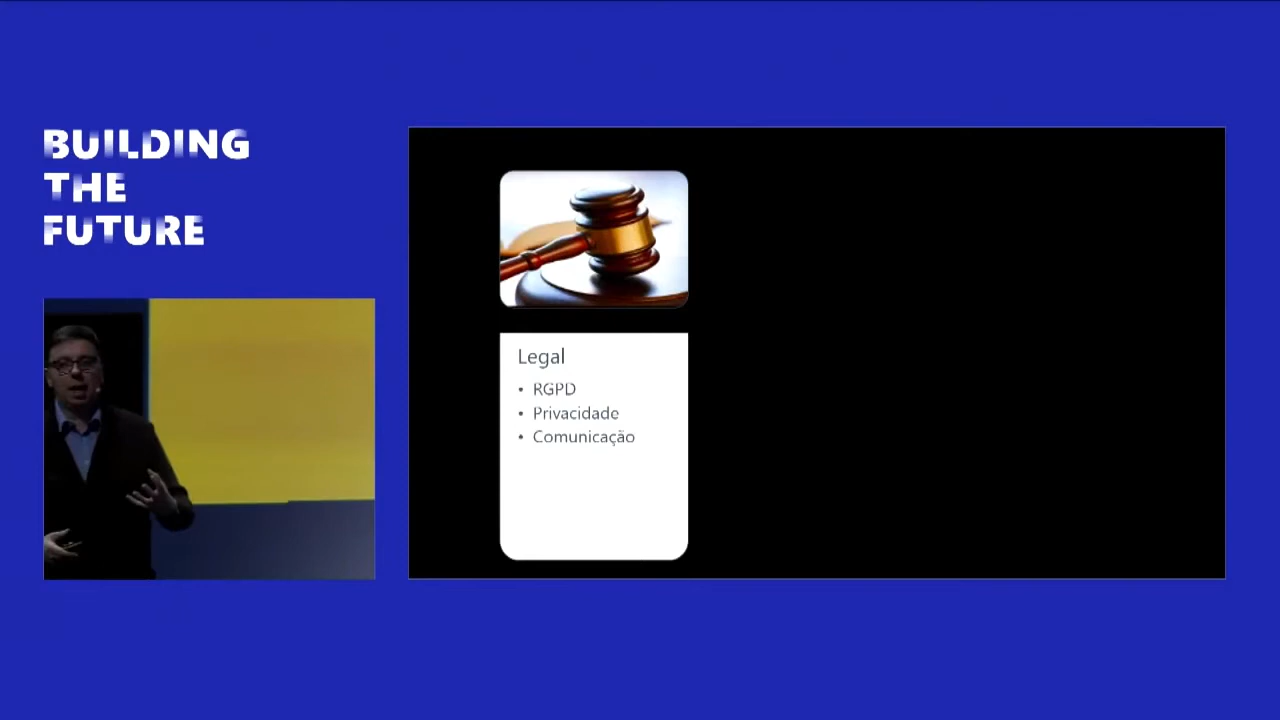 BUILDING
THE
FUTURE
Legal
• RGPD
• Privacidade
• Comunicação